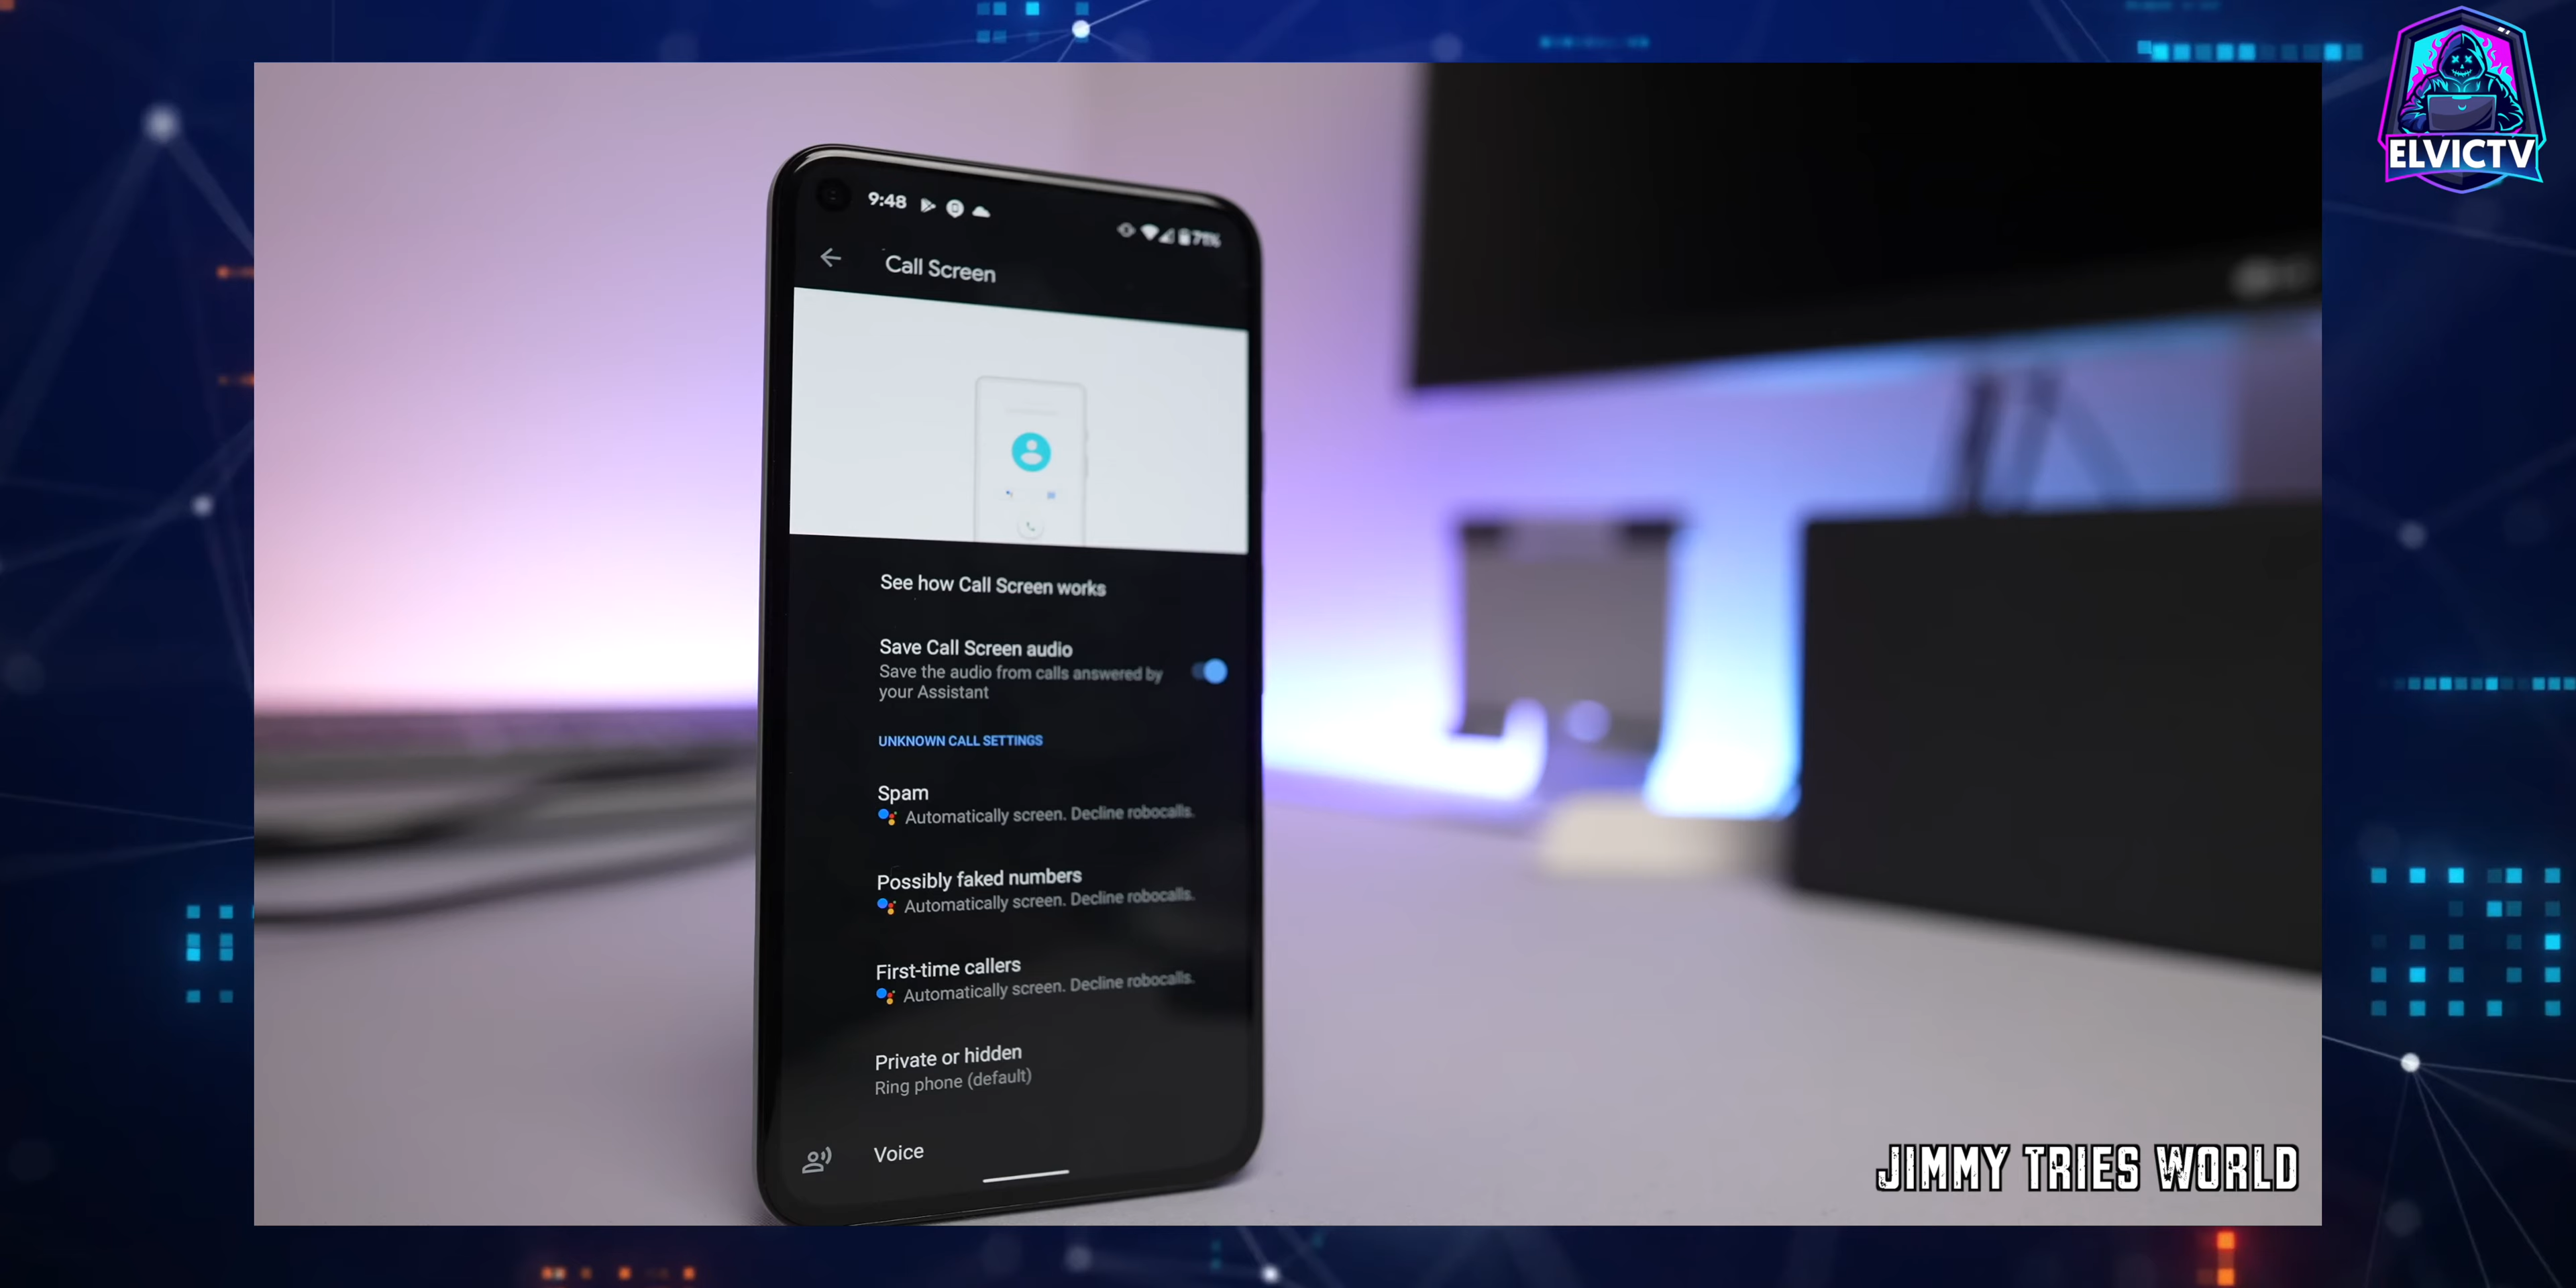 ELVICTV
9:48
71%
Call Screen
See how Call Screen works
Save Call Screen audio
Save the audio from calls answered by
your Assistant
UNKNOWN CALL SETTINGS
Spam
Automatically screen. Decline robocalls.
Possibly faked numbers
Automatically screen. Decline robocalls.
First-time callers
Automatically screen. Decline robocalls.
Private or hidden
Ring phone (default)
Voice
JIMMY TRIES WORLD